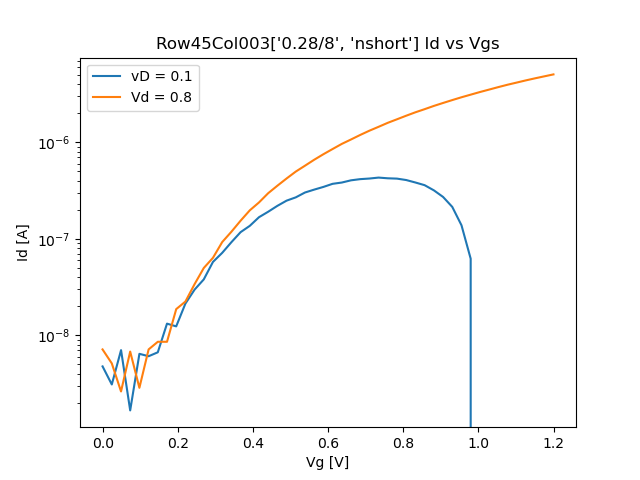 Row45Col003['0.28/8', 'nshort'] Id vs Vgs
vD = 0.1
Vd = 0.8
Id [A]
10⁻⁶
10⁻⁷
10⁻⁸
0.0 0.2 0.4 0.6 0.8 1.0 1.2
Vg [V]